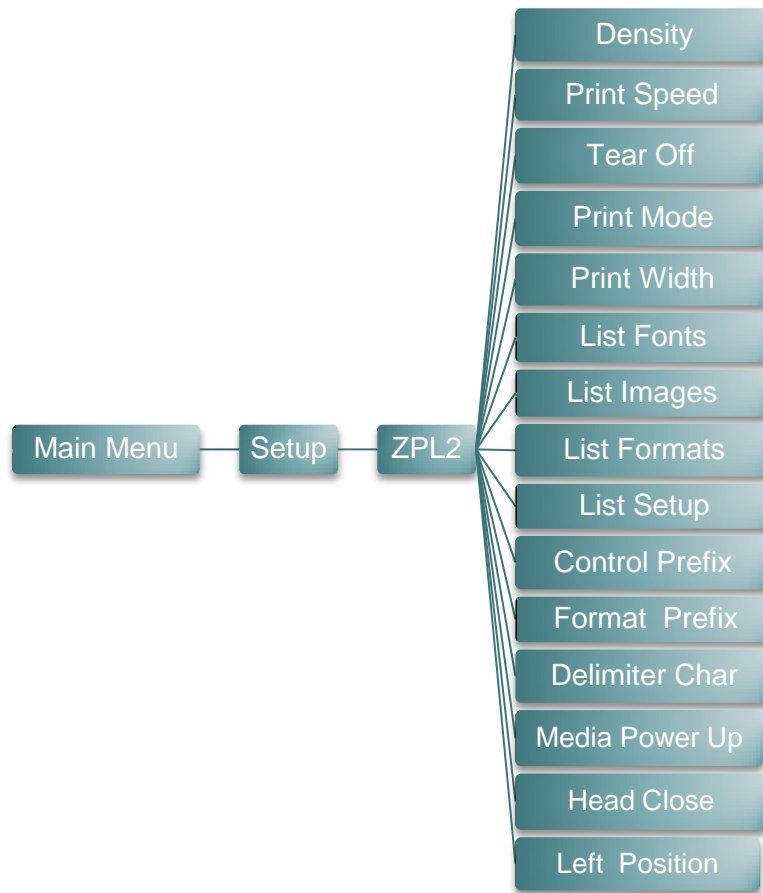 Main Menu
Setup
ZPL2
Density
Print Speed
Tear Off
Print Mode
Print Width
List Fonts
List Images
List Formats
List Setup
Control Prefix
Format  Prefix
Delimiter Char
Media Power Up
Head Close
Left  Position